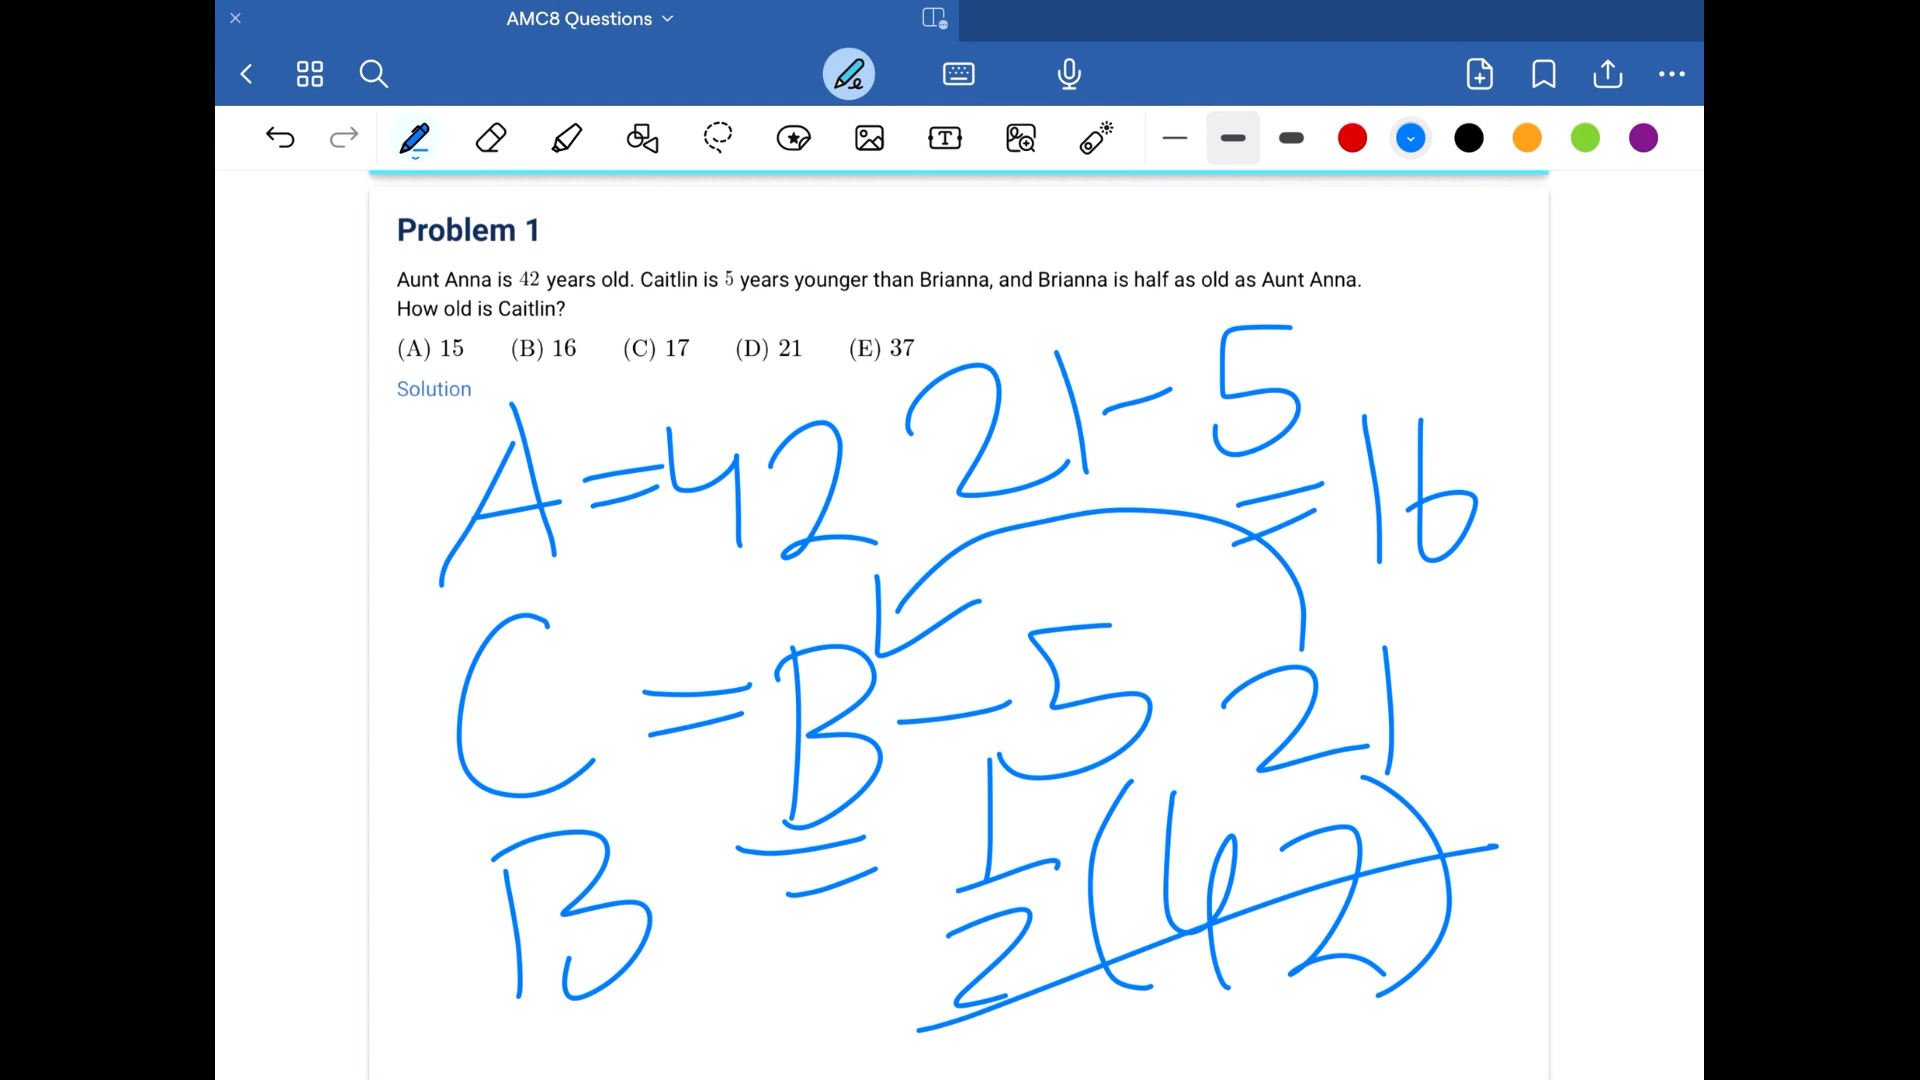 AMC8 Questions
Problem 1
Aunt Anna is 42 years old. Caitlin is 5 years younger than Brianna, and Brianna is half as old as Aunt Anna.
How old is Caitlin?
(A) 15 (B) 16 (C) 17 (D) 21 (E) 37
Solution
21 - 5
A = 42
= 16
C = B - 5 21
B = 1/2 (42)